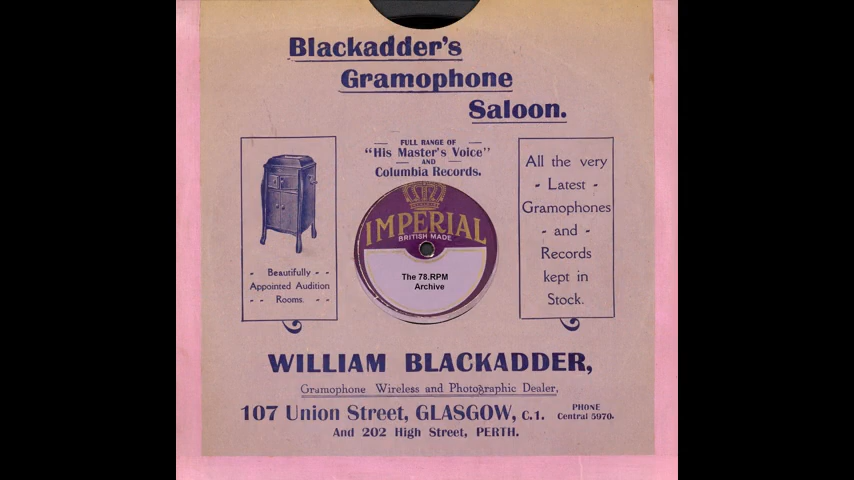 Blackadder's
Gramophone
Saloon.
FULL RANGE OF
"His Master's Voice"
AND
Columbia Records.
- Beautifully - -
Appointed Audition
- - Rooms. - -
IMPERIAL
BRITISH MADE
The 78.RPM
Archive
All the very
- Latest -
Gramophones
- and -
Records
kept in
Stock.
WILLIAM BLACKADDER,
Gramophone Wireless and Photographic Dealer,
107 Union Street, GLASGOW, C.1.
PHONE
Central 5970.
And 202 High Street, PERTH.